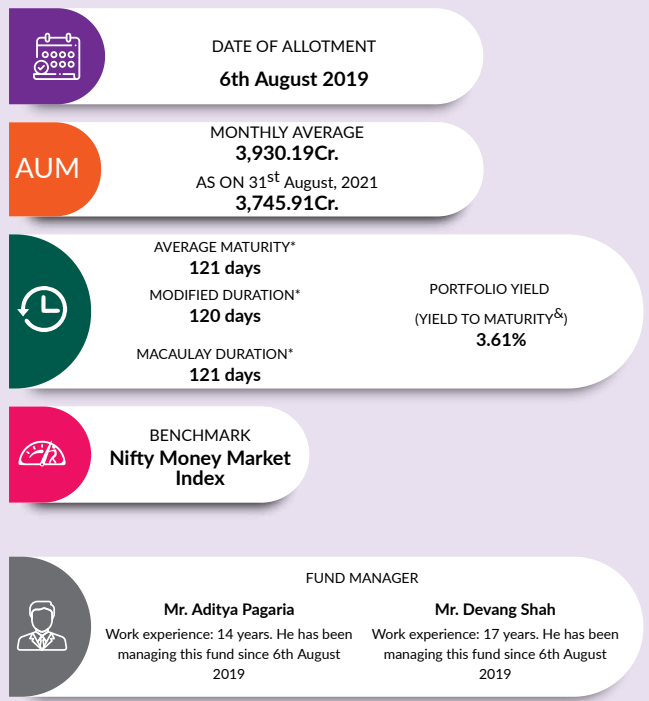 DATE OF ALLOTMENT
6th August 2019
AUM
MONTHLY AVERAGE
3,930.19Cr.
AS ON 31st August, 2021
3,745.91Cr.
AVERAGE MATURITY*
121 days
MODIFIED DURATION*
120 days
MACAULAY DURATION*
121 days
PORTFOLIO YIELD
(YIELD TO MATURITY&)
3.61%
BENCHMARK
Nifty Money Market
Index
FUND MANAGER
Mr. Aditya Pagaria
Work experience: 14 years. He has been
managing this fund since 6th August
2019
Mr. Devang Shah
Work experience: 17 years. He has been
managing this fund since 6th August
2019